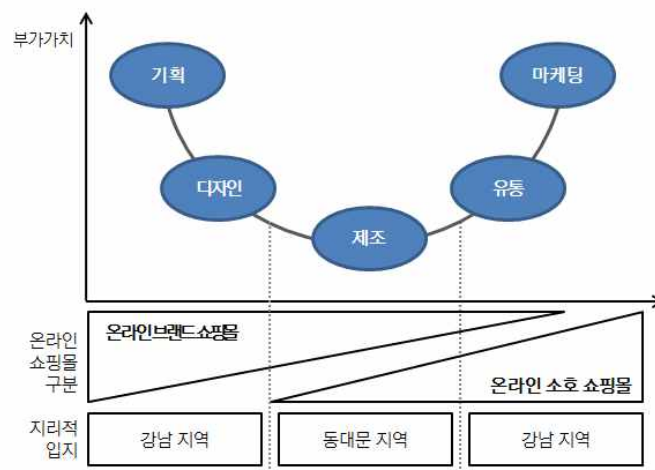 부가가치
기획
마케팅
디자인
유통
제조
온라인
쇼핑몰
구분
온라인브랜드쇼핑몰
온라인 소호 쇼핑몰
지리적
입지
강남 지역
동대문 지역
강남 지역